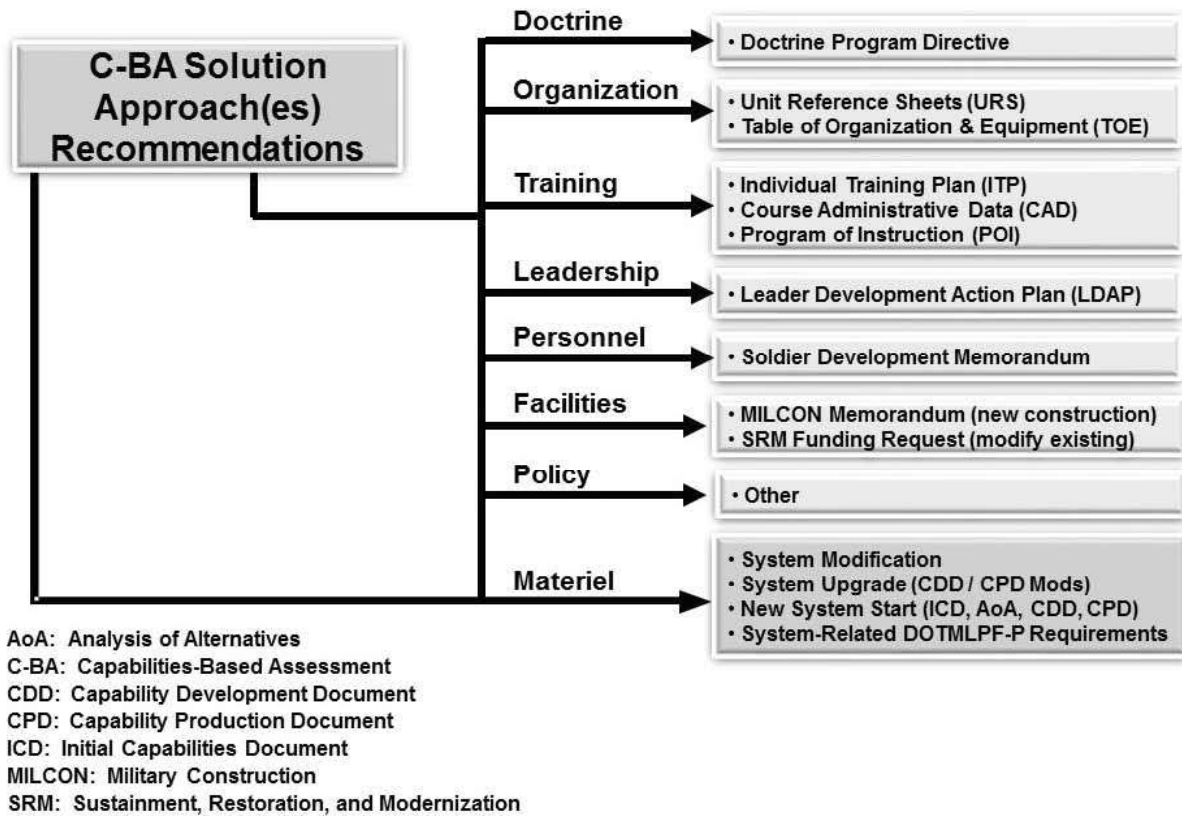 C-BA Solution
Approach(es)
Recommendations
Doctrine
• Doctrine Program Directive
Organization
• Unit Reference Sheets (URS)
• Table of Organization & Equipment (TOE)
Training
• Individual Training Plan (ITP)
• Course Administrative Data (CAD)
• Program of Instruction (POI)
Leadership
• Leader Development Action Plan (LDAP)
Personnel
• Soldier Development Memorandum
Facilities
• MILCON Memorandum (new construction)
• SRM Funding Request (modify existing)
Policy
• Other
Materiel
• System Modification
• System Upgrade (CDD / CPD Mods)
• New System Start (ICD, AoA, CDD, CPD)
• System-Related DOTMLPF-P Requirements
AoA: Analysis of Alternatives
C-BA: Capabilities-Based Assessment
CDD: Capability Development Document
CPD: Capability Production Document
ICD: Initial Capabilities Document
MILCON: Military Construction
SRM: Sustainment, Restoration, and Modernization